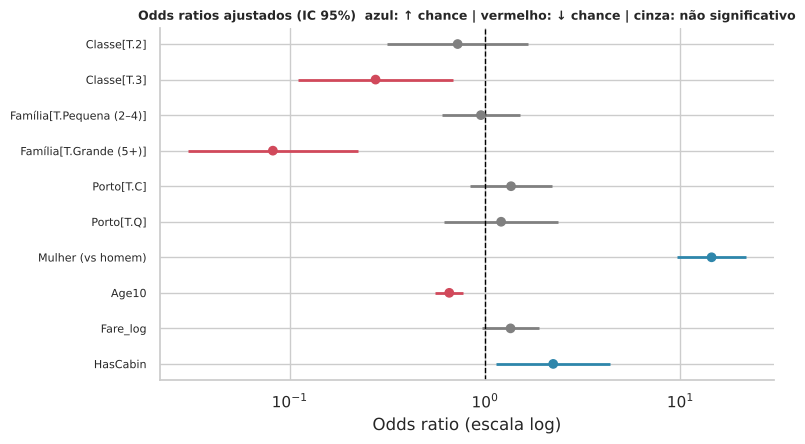 Odds ratios ajustados (IC 95%)  azul: ↑ chance | vermelho: ↓ chance | cinza: não significativo
Classe[T.2]
Classe[T.3]
Família[T.Pequena (2–4)]
Família[T.Grande (5+)]
Porto[T.C]
Porto[T.Q]
Mulher (vs homem)
Age10
Fare_log
HasCabin
10⁻¹ 10⁰ 10¹
Odds ratio (escala log)